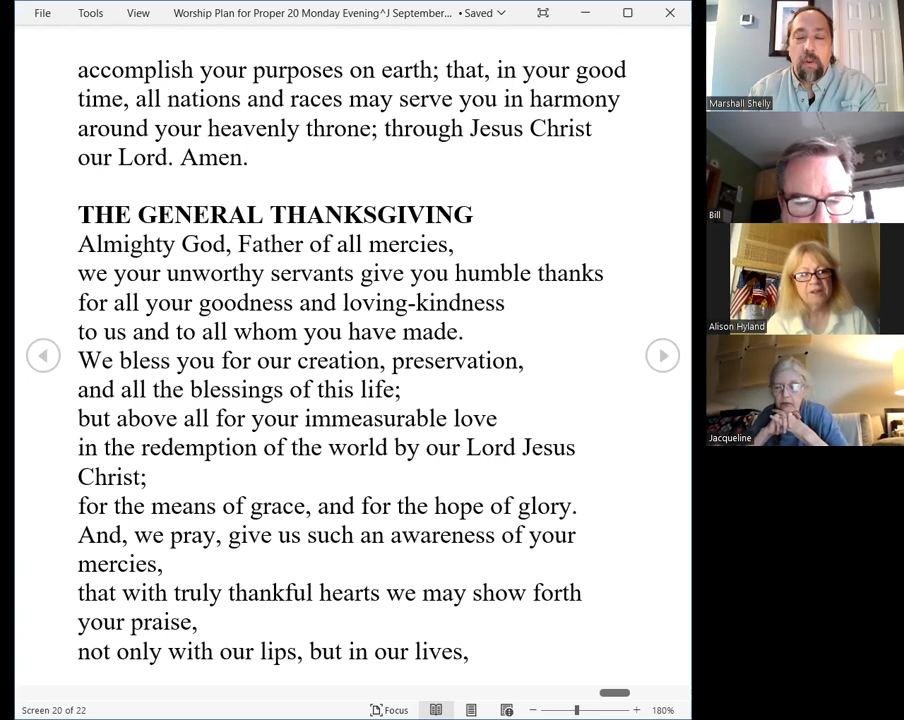 File Tools View Worship Plan for Proper 20 Monday Evening^J September... • Saved
accomplish your purposes on earth; that, in your good
time, all nations and races may serve you in harmony
around your heavenly throne; through Jesus Christ
our Lord. Amen.
THE GENERAL THANKSGIVING
Almighty God, Father of all mercies,
we your unworthy servants give you humble thanks
for all your goodness and loving-kindness
to us and to all whom you have made.
We bless you for our creation, preservation,
and all the blessings of this life;
but above all for your immeasurable love
in the redemption of the world by our Lord Jesus
Christ;
for the means of grace, and for the hope of glory.
And, we pray, give us such an awareness of your
mercies,
that with truly thankful hearts we may show forth
your praise,
not only with our lips, but in our lives,
Screen 20 of 22 Focus 180%
Marshall Shelly
Bill
Alison Hyland
Jacqueline